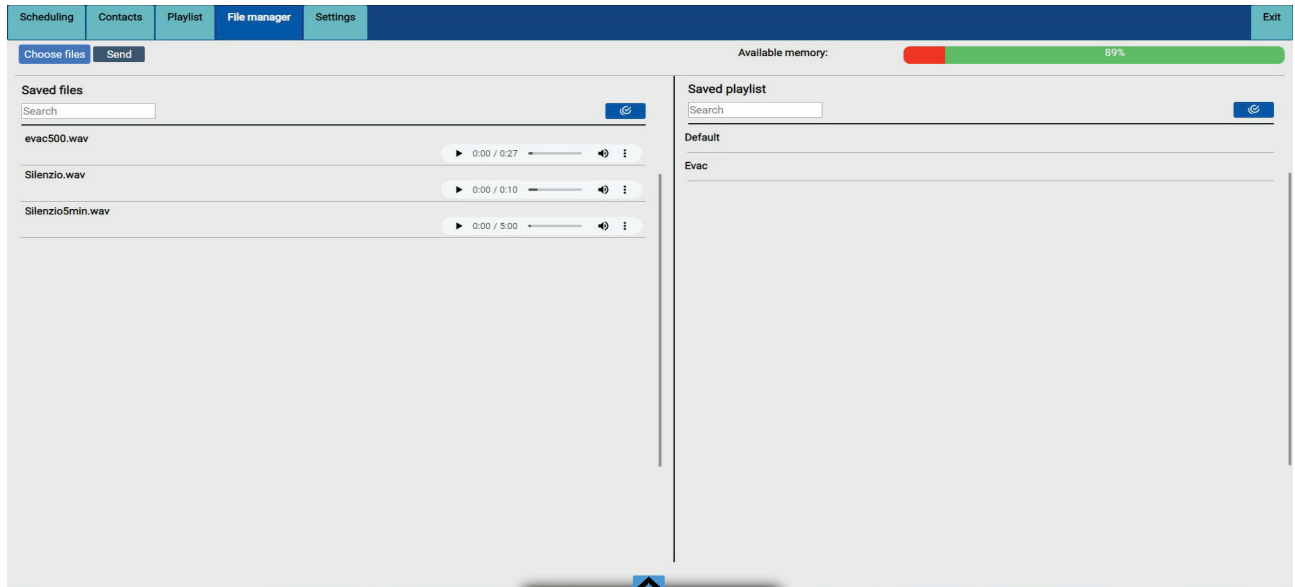 Scheduling Contacts Playlist File manager Settings Exit
Choose files Send Available memory: 89%
Saved files
Search
evac500.wav
0:00 / 0:27
Silenzio.wav
0:00 / 0:10
Silenzio5min.wav
0:00 / 5:00
Saved playlist
Search
Default
Evac